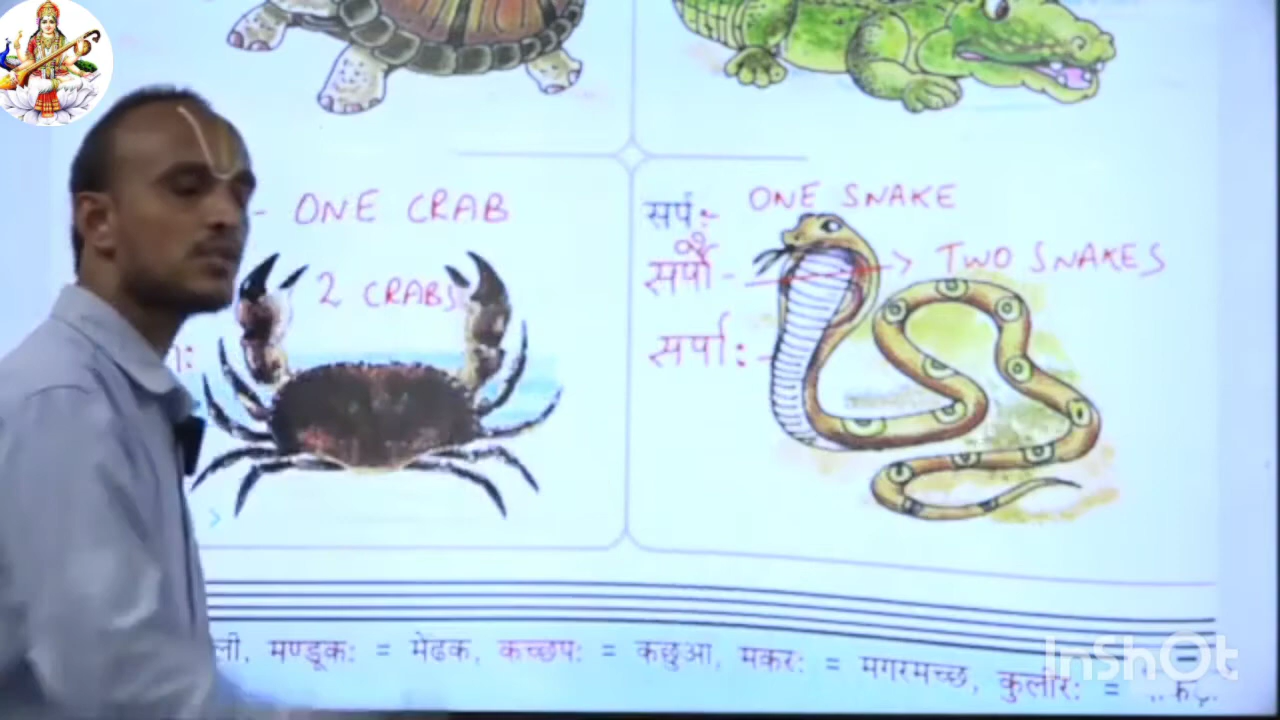 - ONE CRAB
2 CRABS
सर्पः- ONE SNAKE
सर्पौ - → TWO SNAKES
सर्पाः -
ली, मण्डूकः = मेढक, कच्छपः = कछुआ, मकरः = मगरमच्छ, कुलीरः =
InShOt